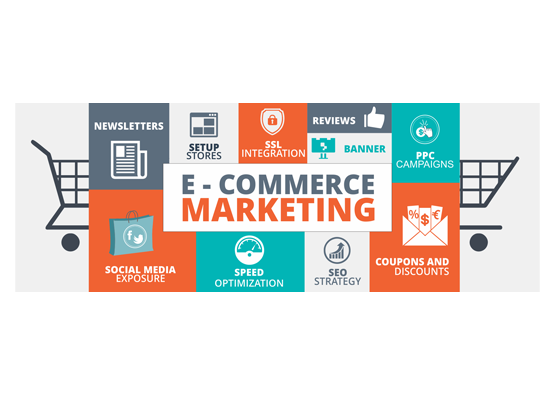 NEWSLETTERS
SETUP
STORES
SSL
INTEGRATION
REVIEWS
BANNER
PPC
CAMPAIGNS
E - COMMERCE
MARKETING
f
SOCIAL MEDIA
EXPOSURE
SPEED
OPTIMIZATION
SEO
STRATEGY
% $ €
COUPONS AND
DISCOUNTS